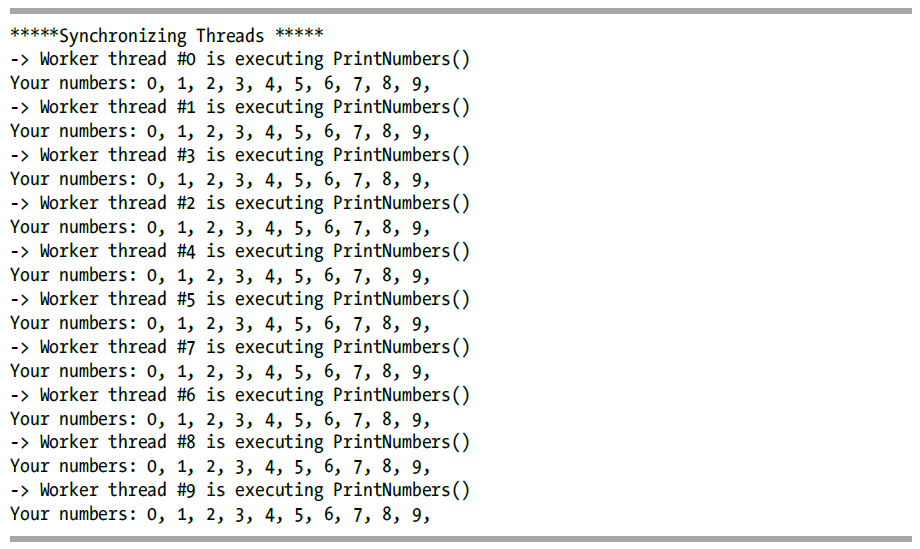 *****Synchronizing Threads *****
-> Worker thread #0 is executing PrintNumbers()
Your numbers: 0, 1, 2, 3, 4, 5, 6, 7, 8, 9,
-> Worker thread #1 is executing PrintNumbers()
Your numbers: 0, 1, 2, 3, 4, 5, 6, 7, 8, 9,
-> Worker thread #3 is executing PrintNumbers()
Your numbers: 0, 1, 2, 3, 4, 5, 6, 7, 8, 9,
-> Worker thread #2 is executing PrintNumbers()
Your numbers: 0, 1, 2, 3, 4, 5, 6, 7, 8, 9,
-> Worker thread #4 is executing PrintNumbers()
Your numbers: 0, 1, 2, 3, 4, 5, 6, 7, 8, 9,
-> Worker thread #5 is executing PrintNumbers()
Your numbers: 0, 1, 2, 3, 4, 5, 6, 7, 8, 9,
-> Worker thread #7 is executing PrintNumbers()
Your numbers: 0, 1, 2, 3, 4, 5, 6, 7, 8, 9,
-> Worker thread #6 is executing PrintNumbers()
Your numbers: 0, 1, 2, 3, 4, 5, 6, 7, 8, 9,
-> Worker thread #8 is executing PrintNumbers()
Your numbers: 0, 1, 2, 3, 4, 5, 6, 7, 8, 9,
-> Worker thread #9 is executing PrintNumbers()
Your numbers: 0, 1, 2, 3, 4, 5, 6, 7, 8, 9,